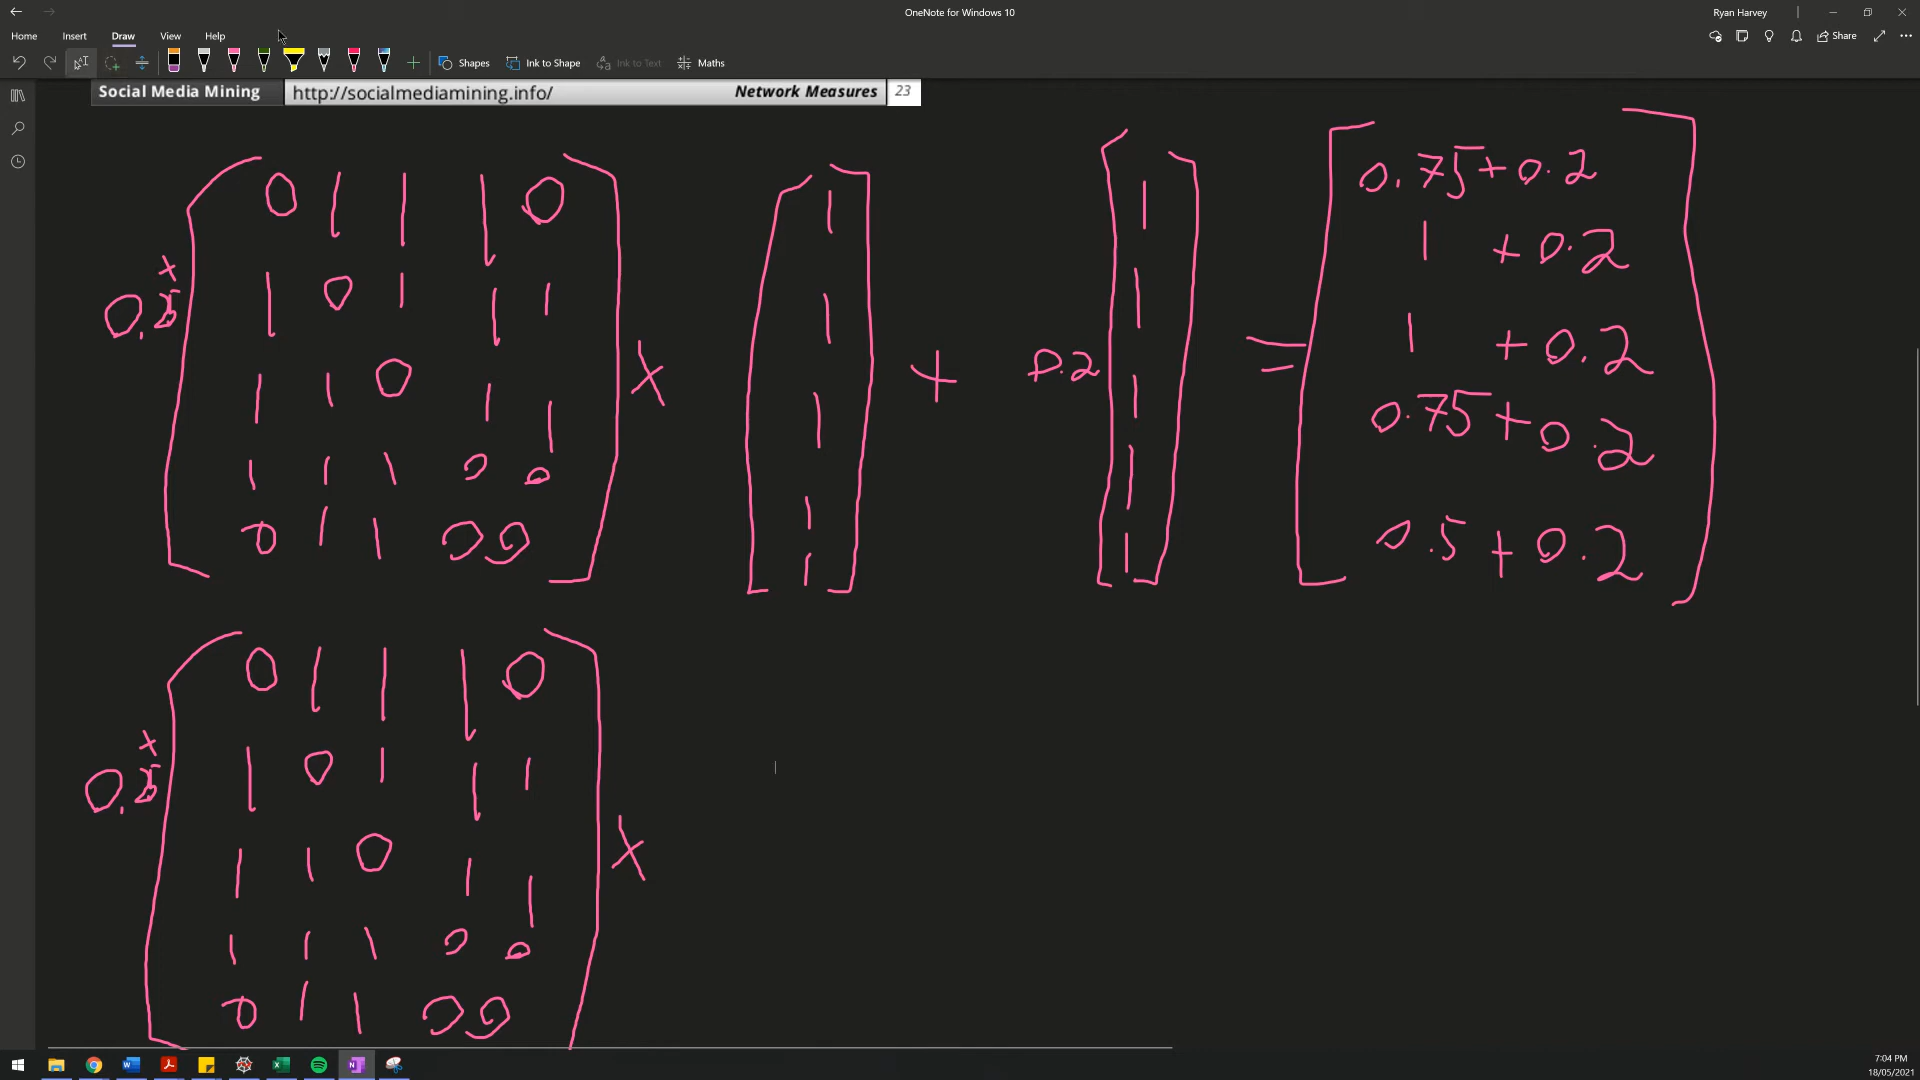 OneNote for Windows 10
Ryan Harvey
Home Insert Draw View Help
Share
Shapes Ink to Shape Ink to Text Maths
Social Media Mining http://socialmediamining.info/ Network Measures 23
0 1 1 1 0 1 1 0.75+0.2
1 0 1 1 1 1 1 1 +0.2
0.25 x
1 1 0 1 1 x 1 + 0.2 1 = 1 +0.2
1 1 1 0 0 1 1 0.75+0.2
0 1 1 0 0 1 1 0.5+0.2
0 1 1 1 0
1 0 1 1 1
0.25 x
1 1 0 1 1 x
1 1 1 0 0
0 1 1 0 0
7:04 PM
18/05/2021